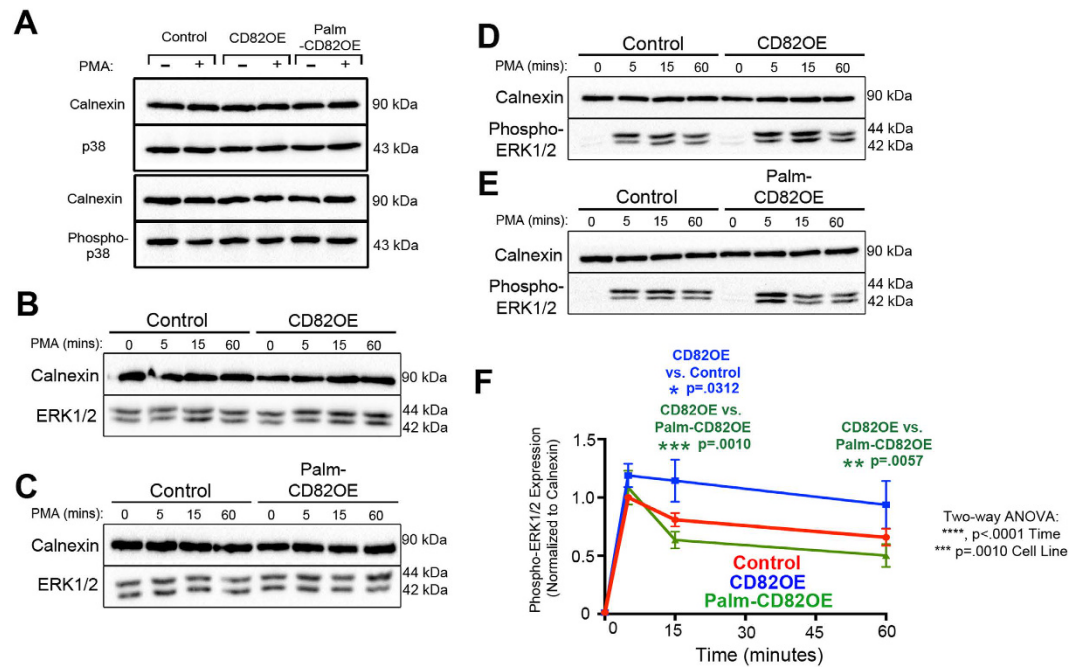 A
Control CD82OE Palm
-CD82OE
PMA: – + – + – +
Calnexin 90 kDa
p38 43 kDa
Calnexin 90 kDa
Phospho-
p38 43 kDa
B
Control CD82OE
PMA (mins): 0 5 15 60 0 5 15 60
Calnexin 90 kDa
ERK1/2 44 kDa
42 kDa
C
Control Palm-
CD82OE
PMA (mins): 0 5 15 60 0 5 15 60
Calnexin 90 kDa
ERK1/2 44 kDa
42 kDa
D
Control CD82OE
PMA (mins): 0 5 15 60 0 5 15 60
Calnexin 90 kDa
Phospho-
ERK1/2 44 kDa
42 kDa
E
Control Palm-
CD82OE
PMA (mins): 0 5 15 60 0 5 15 60
Calnexin 90 kDa
Phospho-
ERK1/2 44 kDa
42 kDa
F
CD82OE
vs. Control
* p=.0312
CD82OE vs.
Palm-CD82OE
*** p=.0010
CD82OE vs.
Palm-CD82OE
** p=.0057
Phospho-ERK1/2 Expression
(Normalized to Calnexin)
1.5
1.0
0.5
0
0 15 30 45 60
Time (minutes)
Control
CD82OE
Palm-CD82OE
Two-way ANOVA:
****, p<.0001 Time
*** p=.0010 Cell Line